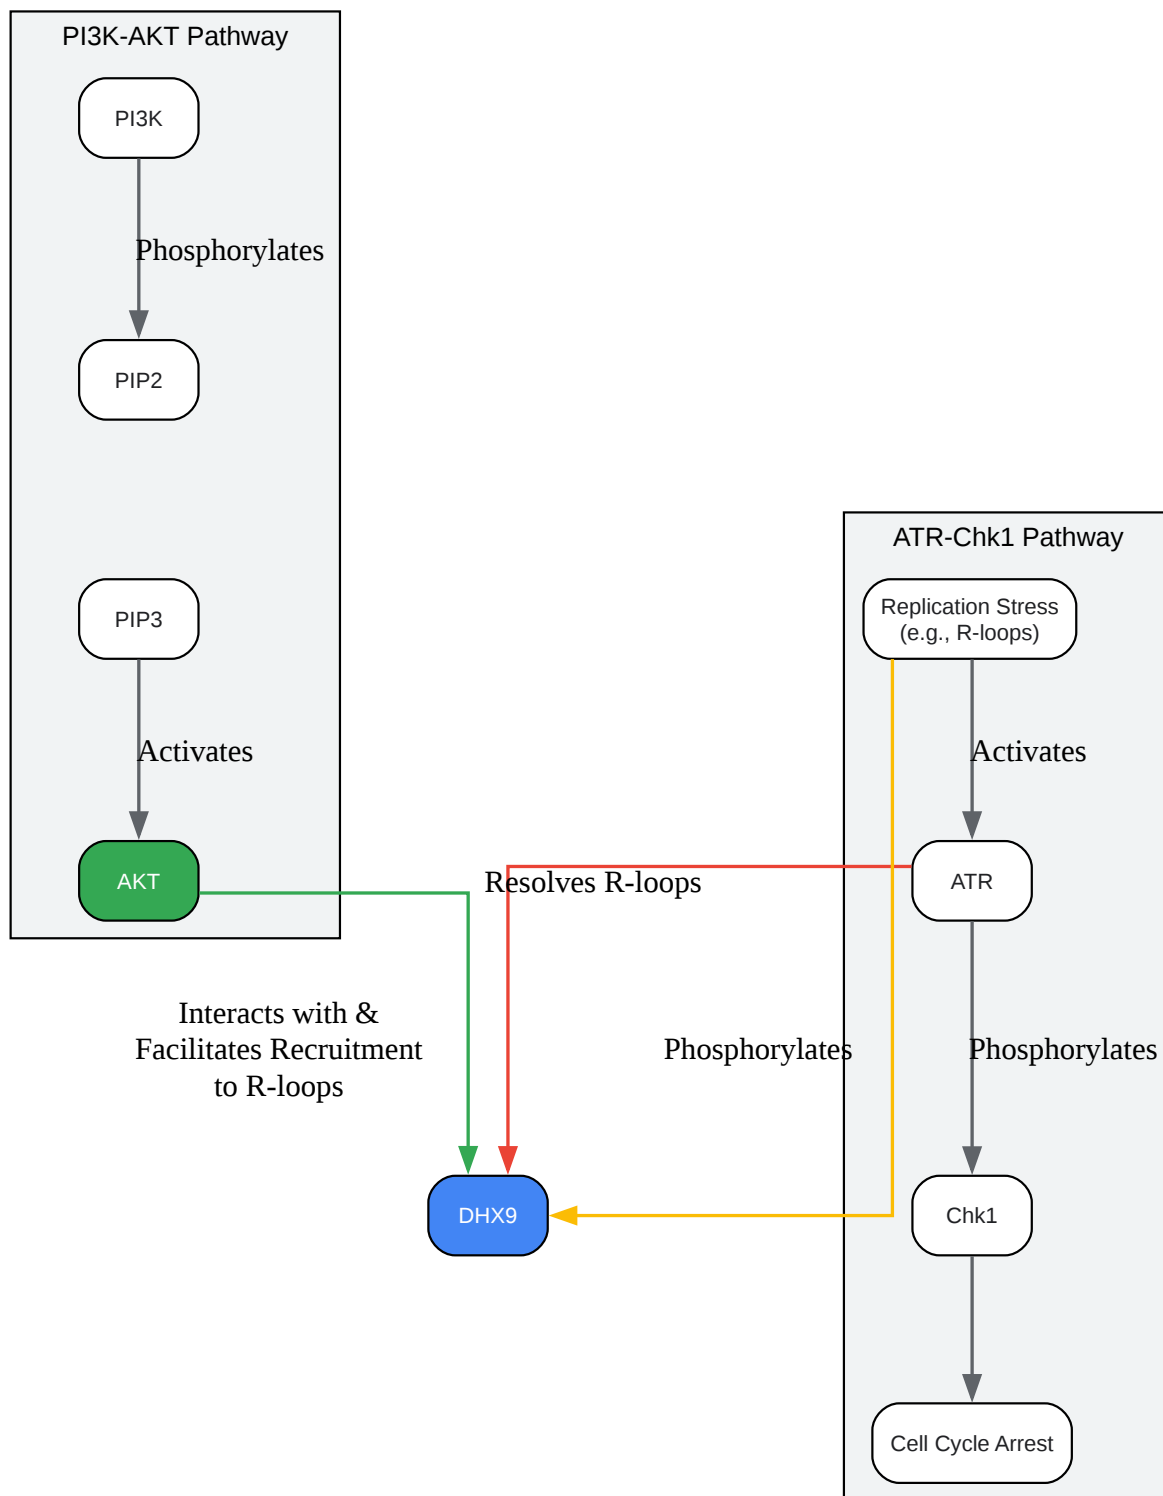 PI3K-AKT Pathway
PI3K
Phosphorylates
PIP2
PIP3
Activates
AKT
Interacts with &
Facilitates Recruitment
to R-loops
Resolves R-loops
Phosphorylates
DHX9
ATR-Chk1 Pathway
Replication Stress
(e.g., R-loops)
Activates
ATR
Phosphorylates
Chk1
Cell Cycle Arrest